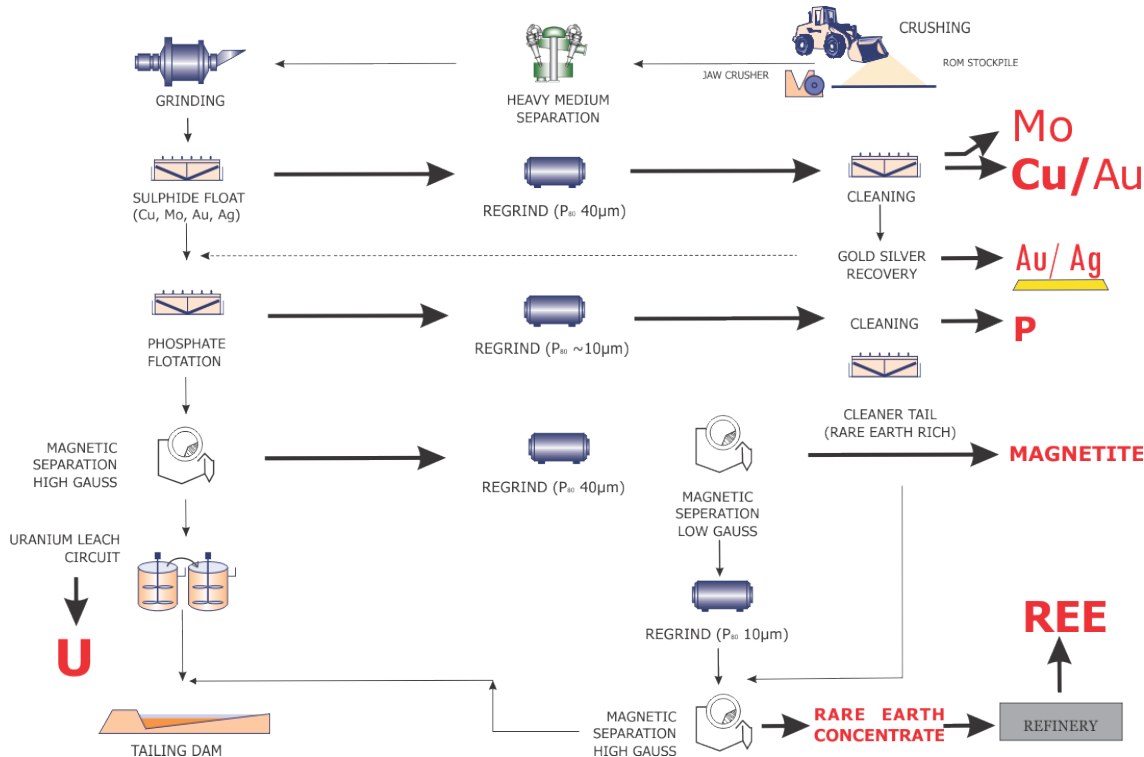 CRUSHING
ROM STOCKPILE
JAW CRUSHER
GRINDING
HEAVY MEDIUM
SEPARATION
Mo
Cu/Au
SULPHIDE FLOAT
(Cu, Mo, Au, Ag)
REGRIND (P₈₀ 40µm)
CLEANING
GOLD SILVER
RECOVERY
Au/ Ag
PHOSPHATE
FLOTATION
REGRIND (P₈₀ ~10µm)
CLEANING
P
CLEANER TAIL
(RARE EARTH RICH)
MAGNETIC
SEPARATION
HIGH GAUSS
REGRIND (P₈₀ 40µm)
MAGNETIC
SEPERATION
LOW GAUSS
MAGNETITE
URANIUM LEACH
CIRCUIT
U
REGRIND (P₈₀ 10µm)
REE
TAILING DAM
MAGNETIC
SEPARATION
HIGH GAUSS
RARE EARTH
CONCENTRATE
REFINERY